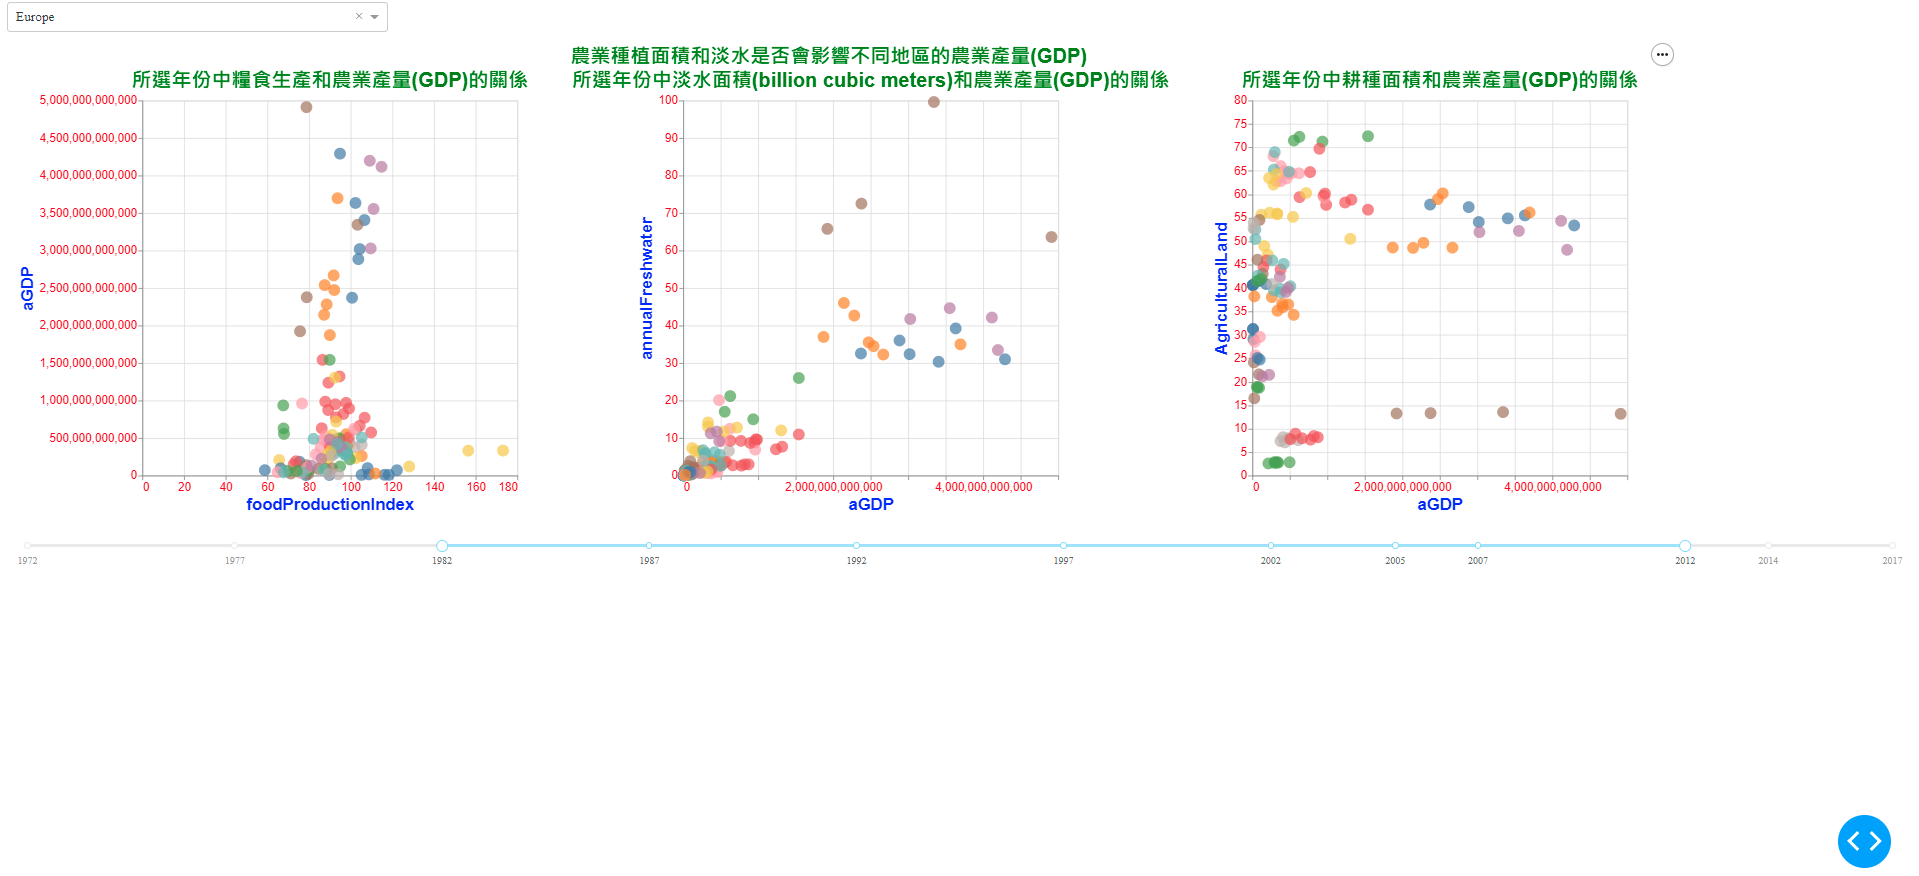 Europe
農業種植面積和淡水是否會影響不同地區的農業產量(GDP)
所選年份中糧食生產和農業產量(GDP)的關係
5,000,000,000,000
4,500,000,000,000
4,000,000,000,000
3,500,000,000,000
3,000,000,000,000
2,500,000,000,000
2,000,000,000,000
1,500,000,000,000
1,000,000,000,000
500,000,000,000
0
aGDP
0 20 40 60 80 100 120 140 160 180
foodProductionIndex
所選年份中淡水面積(billion cubic meters)和農業產量(GDP)的關係
100
90
80
70
60
50
40
30
20
10
0
annualFreshwater
0 2,000,000,000,000 4,000,000,000,000
aGDP
所選年份中耕種面積和農業產量(GDP)的關係
80
75
70
65
60
55
50
45
40
35
30
25
20
15
10
5
0
AgriculturalLand
0 2,000,000,000,000 4,000,000,000,000
aGDP
1972 1977 1982 1987 1992 1997 2002 2005 2007 2012 2014 2017